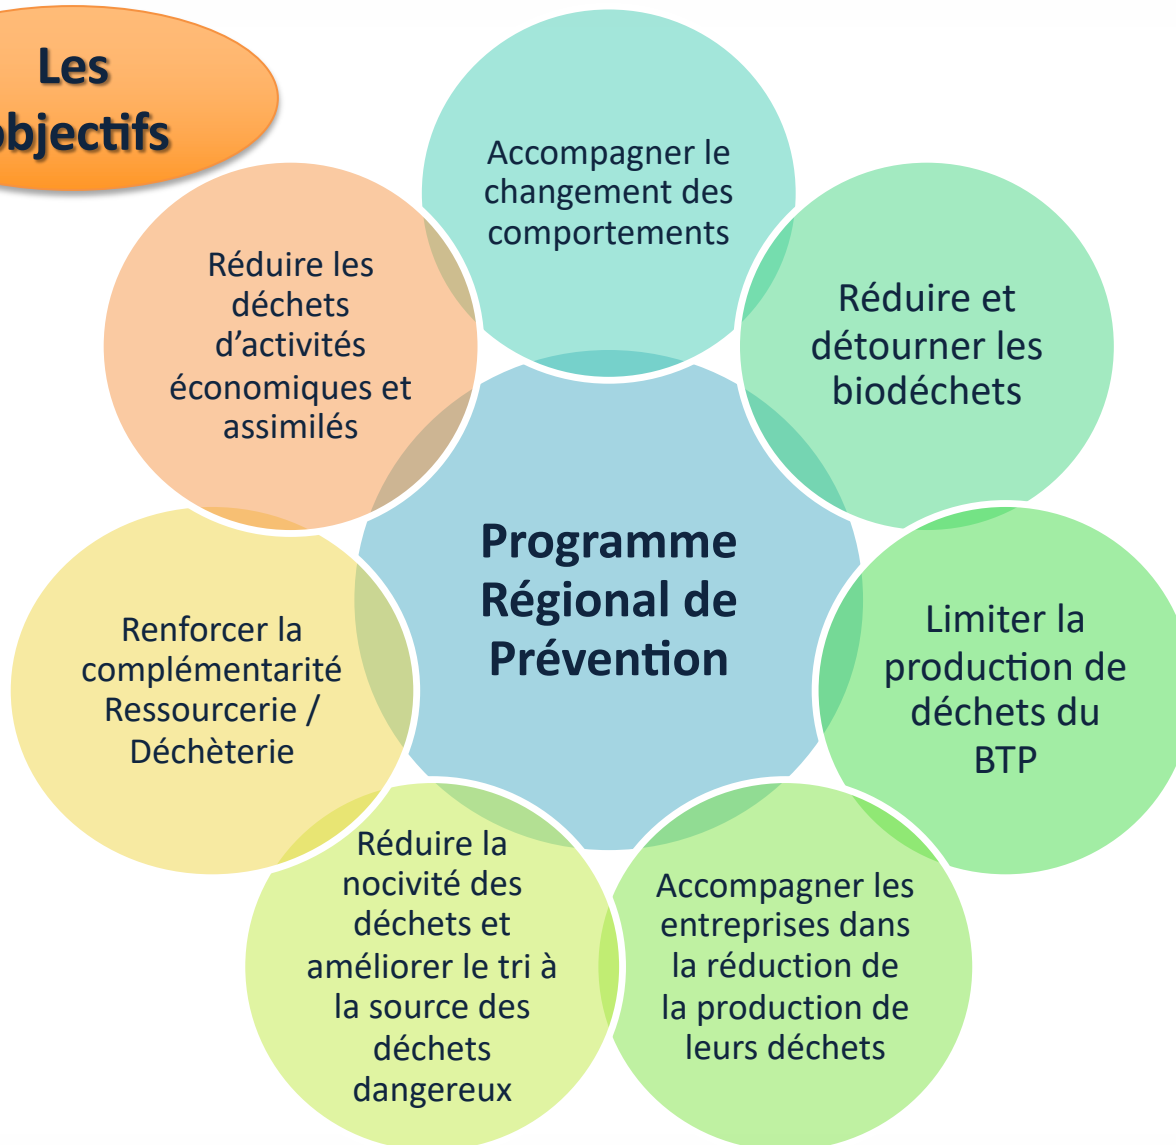 Les
objectifs
Accompagner le
changement des
comportements
Réduire et
détourner les
biodéchets
Limiter la
production de
déchets du
BTP
Accompagner les
entreprises dans
la réduction de
la production de
leurs déchets
Réduire la
nocivité des
déchets et
améliorer le tri à
la source des
déchets
dangereux
Renforcer la
complémentarité
Ressourcerie /
Déchèterie
Réduire les
déchets
d’activités
économiques et
assimilés
Programme
Régional de
Prévention